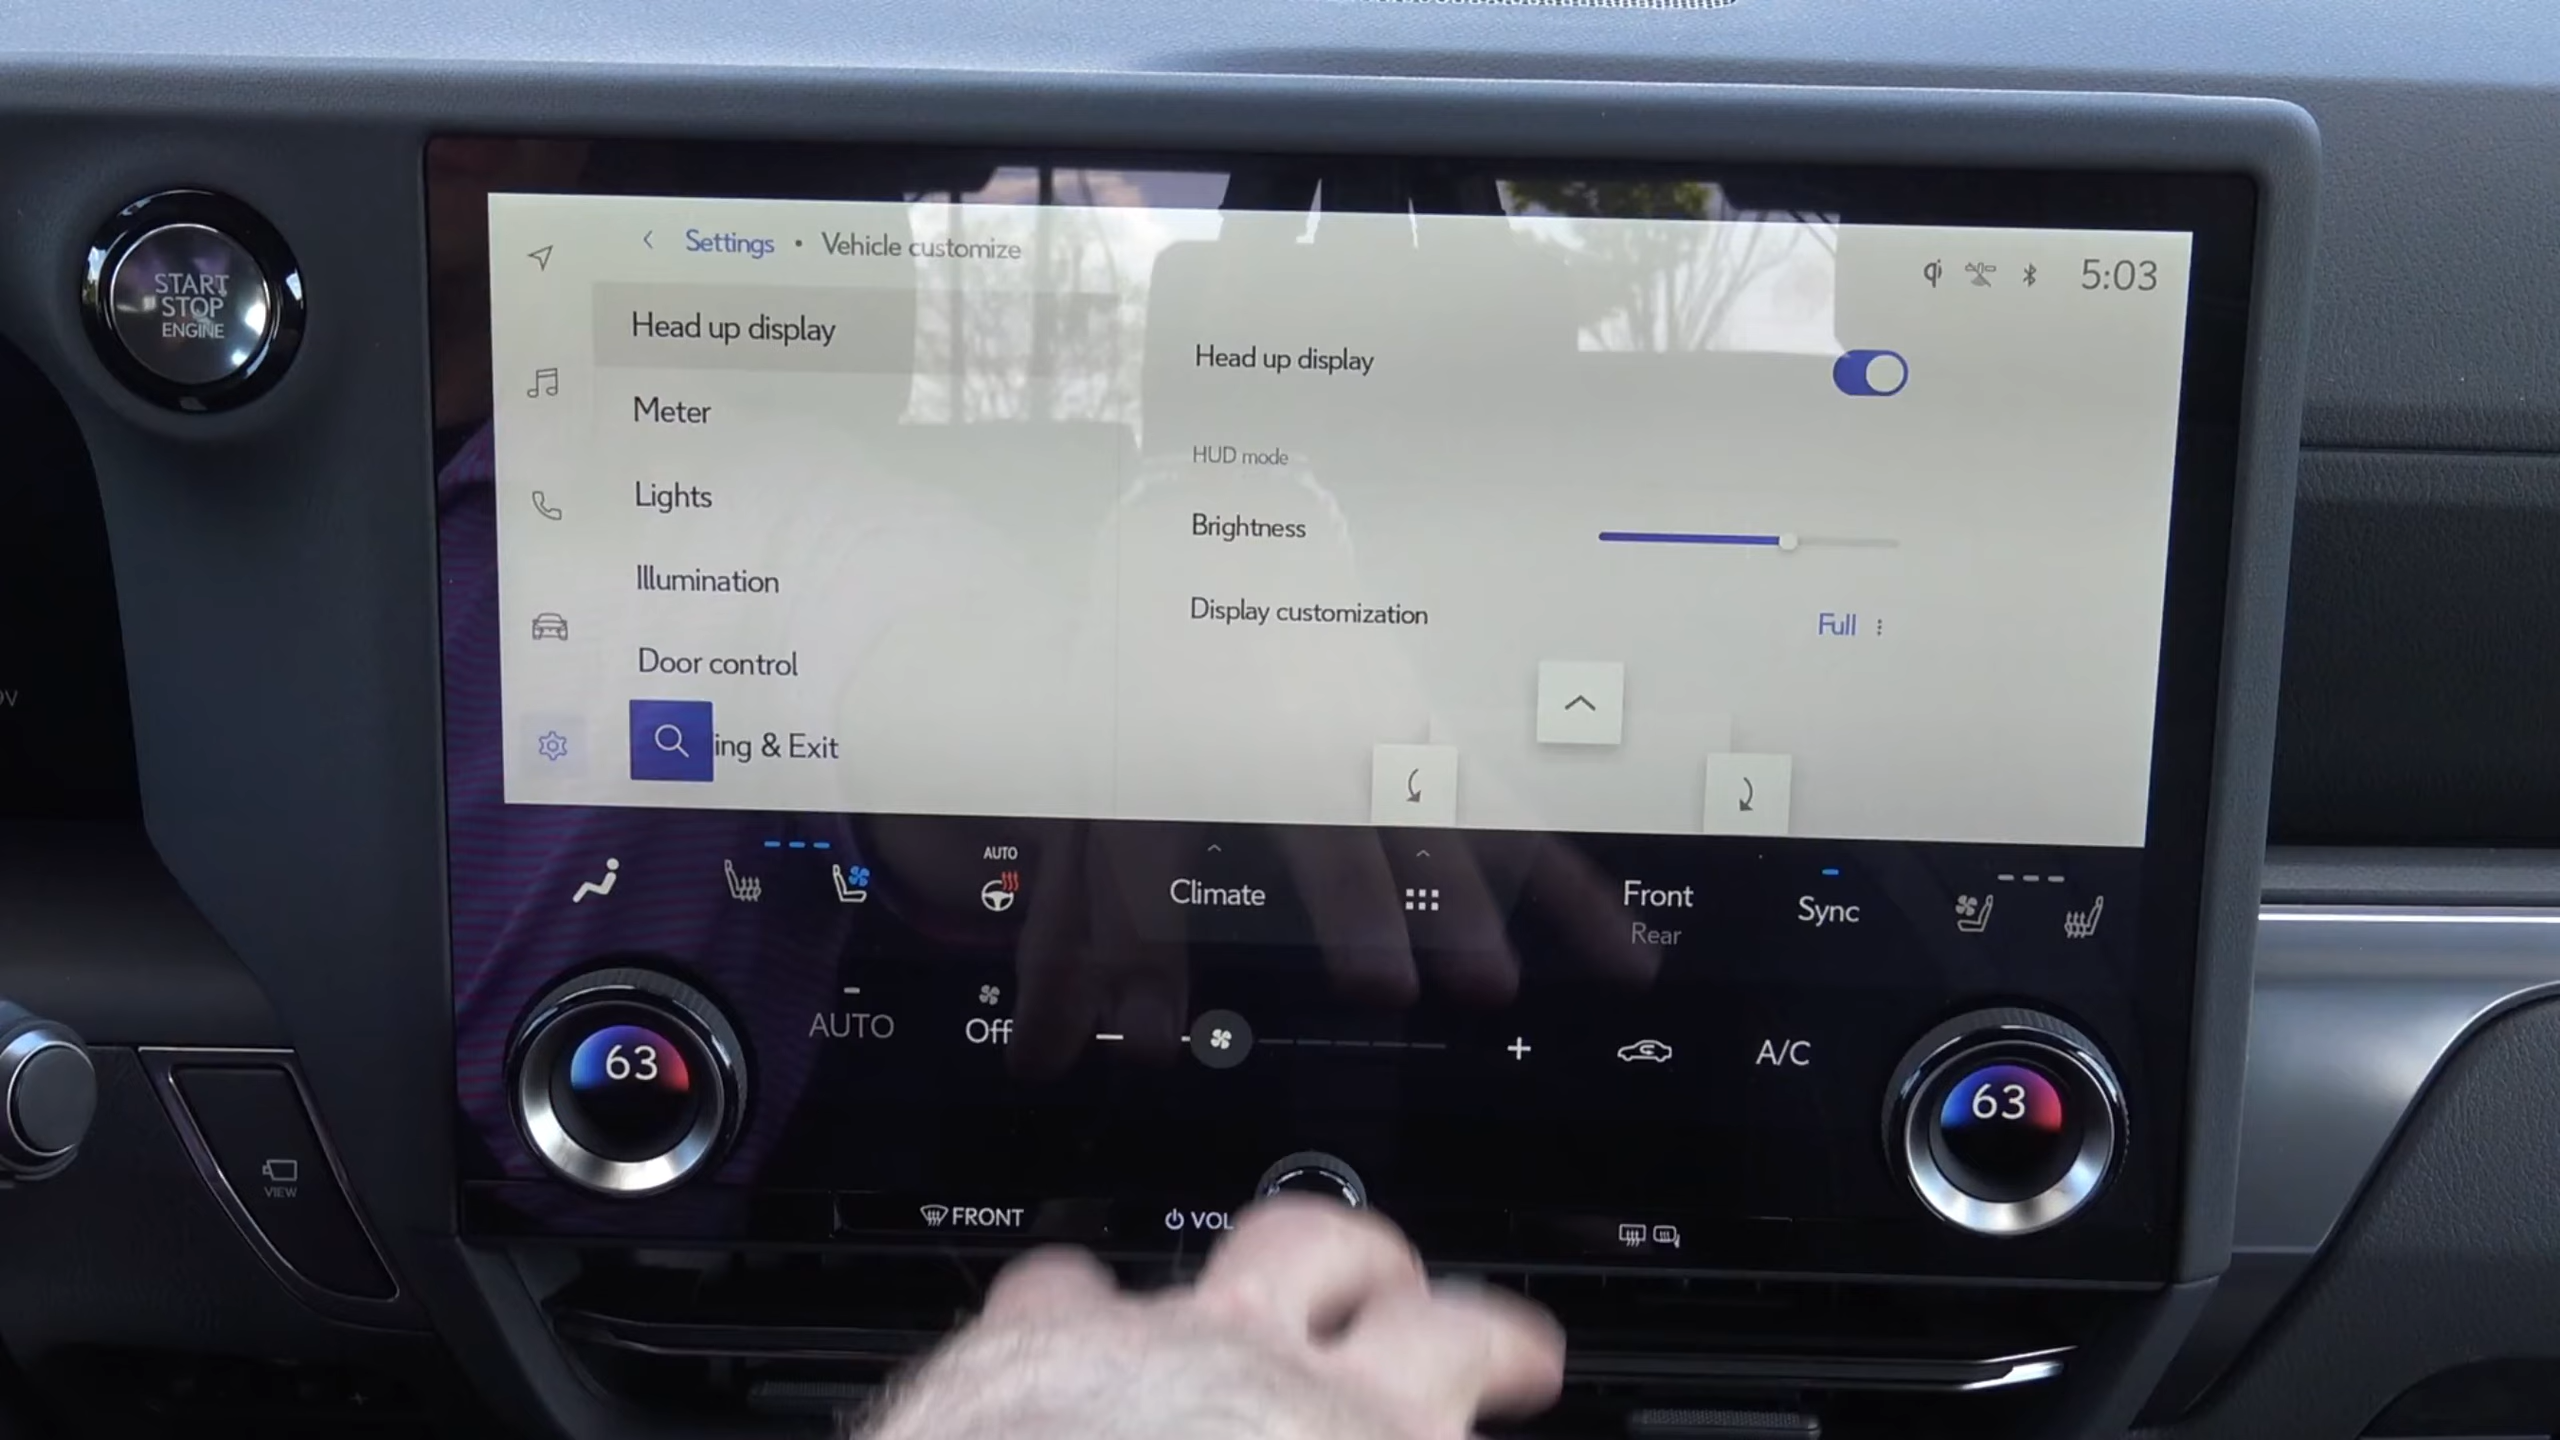 START
STOP
ENGINE
Settings • Vehicle customize
5:03
Head up display
Meter
Lights
Illumination
Door control
ing & Exit
Head up display
HUD mode
Brightness
Display customization
Full
AUTO
Climate
Front
Rear
Sync
63
AUTO
Off
A/C
63
VIEW
FRONT
VOL